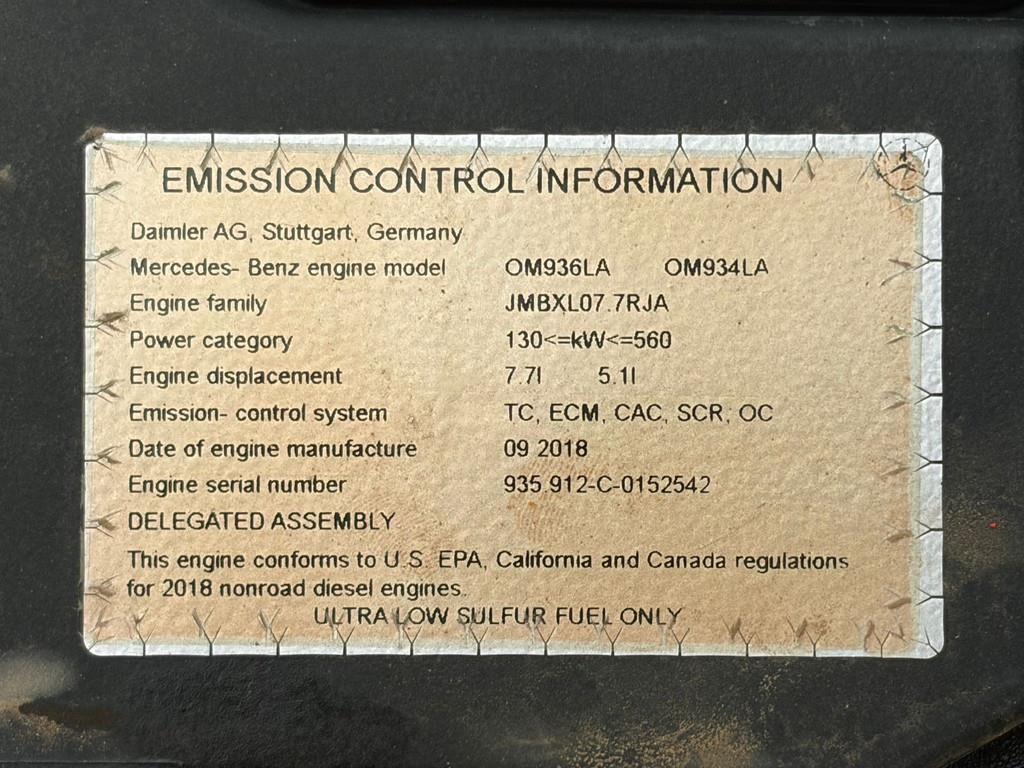 EMISSION CONTROL INFORMATION
Daimler AG, Stuttgart, Germany
Mercedes- Benz engine model OM936LA OM934LA
Engine family JMBXL07.7RJA
Power category 130<=kW<=560
Engine displacement 7.7l 5.1l
Emission- control system TC, ECM, CAC, SCR, OC
Date of engine manufacture 09 2018
Engine serial number 935.912-C-0152542
DELEGATED ASSEMBLY
This engine conforms to U.S. EPA, California and Canada regulations
for 2018 nonroad diesel engines.
ULTRA LOW SULFUR FUEL ONLY